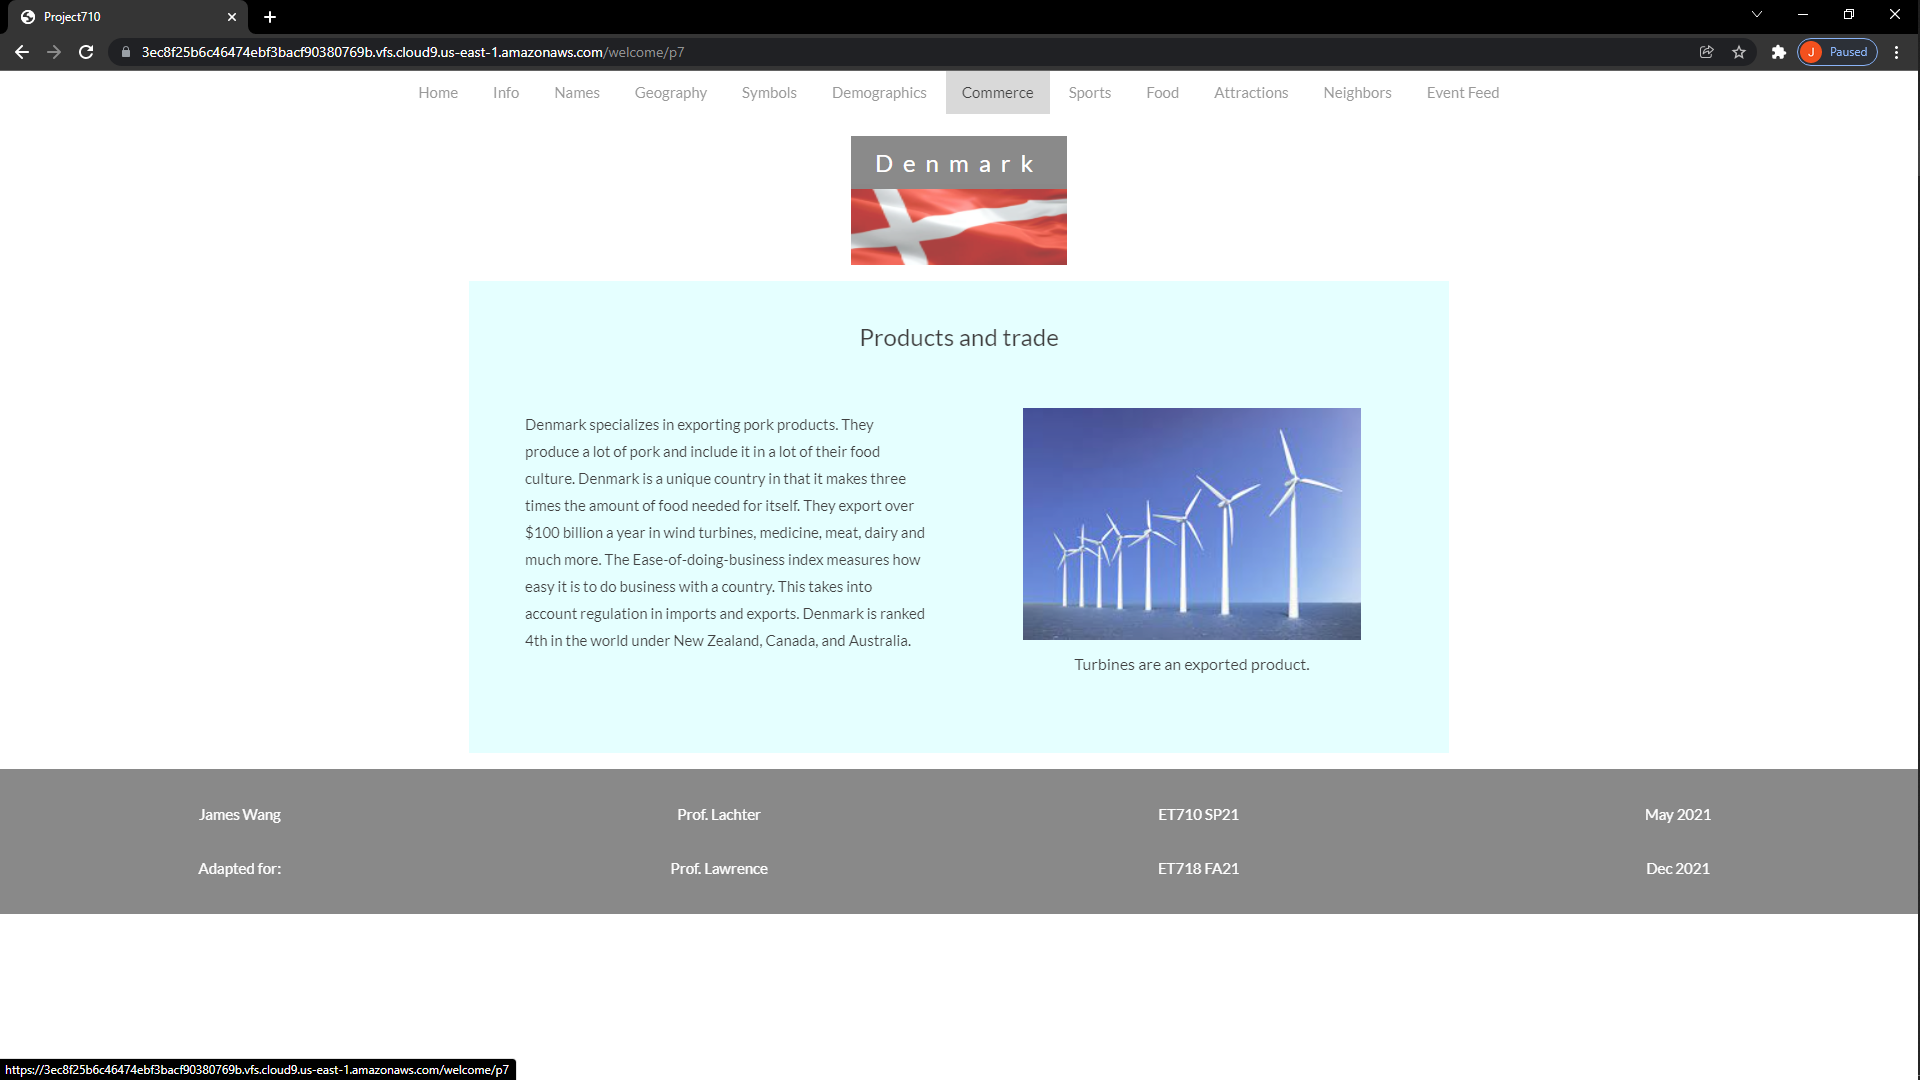 Project710
3ec8f25b6c46474ebf3bacf90380769b.vfs.cloud9.us-east-1.amazonaws.com/welcome/p7
J Paused
Home Info Names Geography Symbols Demographics Commerce Sports Food Attractions Neighbors Event Feed
Denmark
Products and trade
Denmark specializes in exporting pork products. They
produce a lot of pork and include it in a lot of their food
culture. Denmark is a unique country in that it makes three
times the amount of food needed for itself. They export over
$100 billion a year in wind turbines, medicine, meat, dairy and
much more. The Ease-of-doing-business index measures how
easy it is to do business with a country. This takes into
account regulation in imports and exports. Denmark is ranked
4th in the world under New Zealand, Canada, and Australia.
Turbines are an exported product.
James Wang Prof. Lachter ET710 SP21 May 2021
Adapted for: Prof. Lawrence ET718 FA21 Dec 2021
https://3ec8f25b6c46474ebf3bacf90380769b.vfs.cloud9.us-east-1.amazonaws.com/welcome/p7